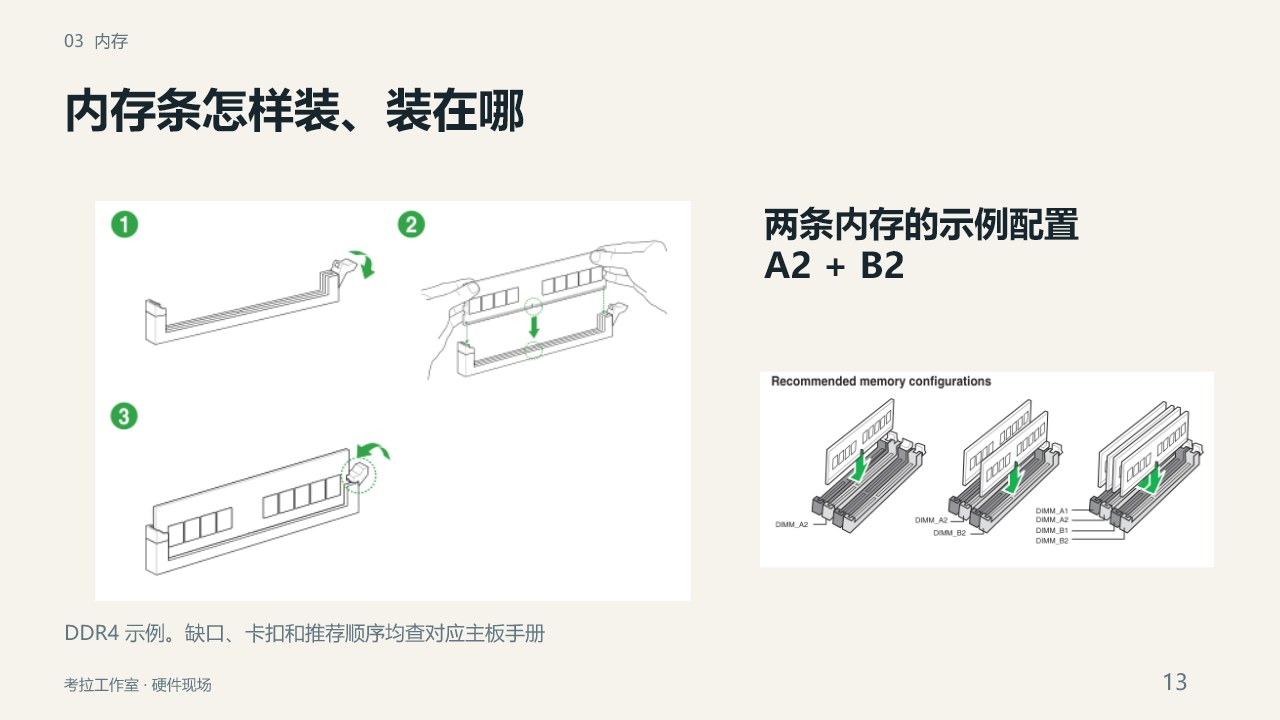 03 内存
内存条怎样装、装在哪
1
2
3
两条内存的示例配置
A2 + B2
Recommended memory configurations
DIMM_A2
DIMM_A2
DIMM_B2
DIMM_A1
DIMM_A2
DIMM_B1
DIMM_B2
DDR4 示例。缺口、卡扣和推荐顺序均查对应主板手册
考拉工作室 · 硬件现场
13